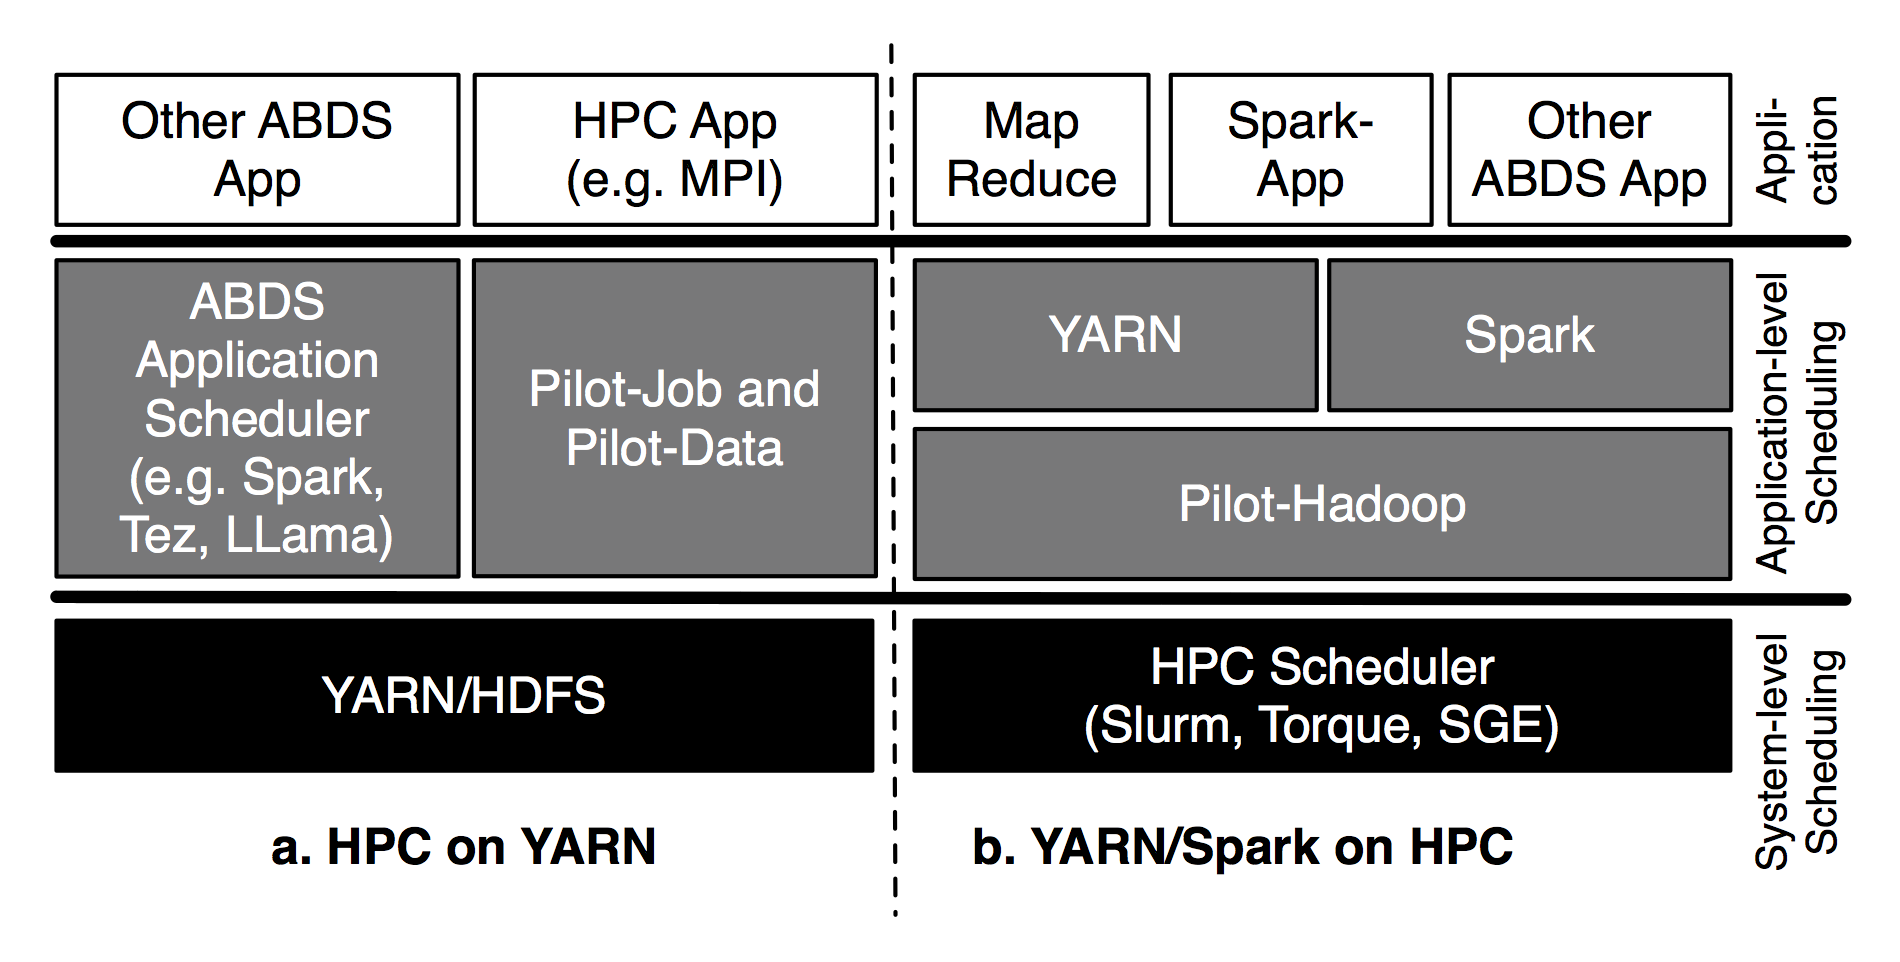 Other ABDS
App
HPC App
(e.g. MPI)
Map
Reduce
Spark-
App
Other
ABDS App
Appli-
cation
ABDS
Application
Scheduler
(e.g. Spark,
Tez, LLama)
Pilot-Job and
Pilot-Data
YARN
Spark
Pilot-Hadoop
Application-level
Scheduling
YARN/HDFS
HPC Scheduler
(Slurm, Torque, SGE)
System-level
Scheduling
a. HPC on YARN
b. YARN/Spark on HPC